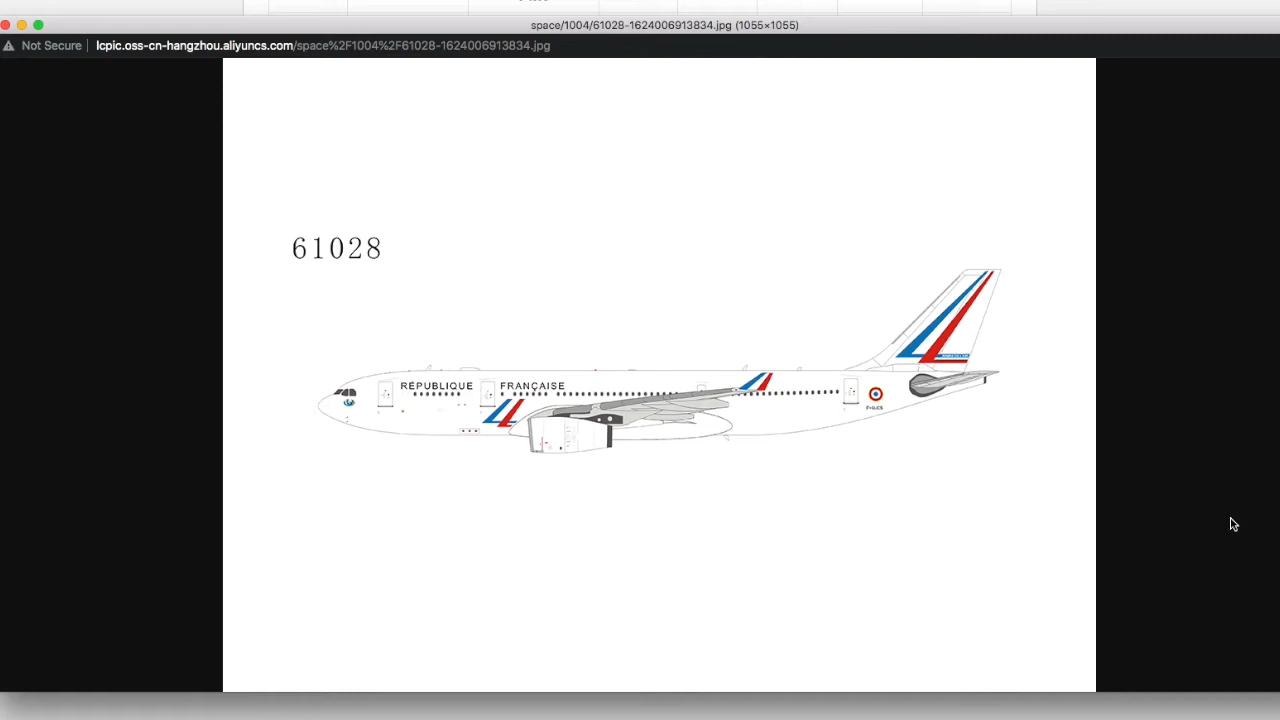 space/1004/61028-1624006913834.jpg (1055×1055)
Not Secure
lcpic.oss-cn-hangzhou.aliyuncs.com/space%2F1004%2F61028-1624006913834.jpg
61028
RÉPUBLIQUE FRANÇAISE